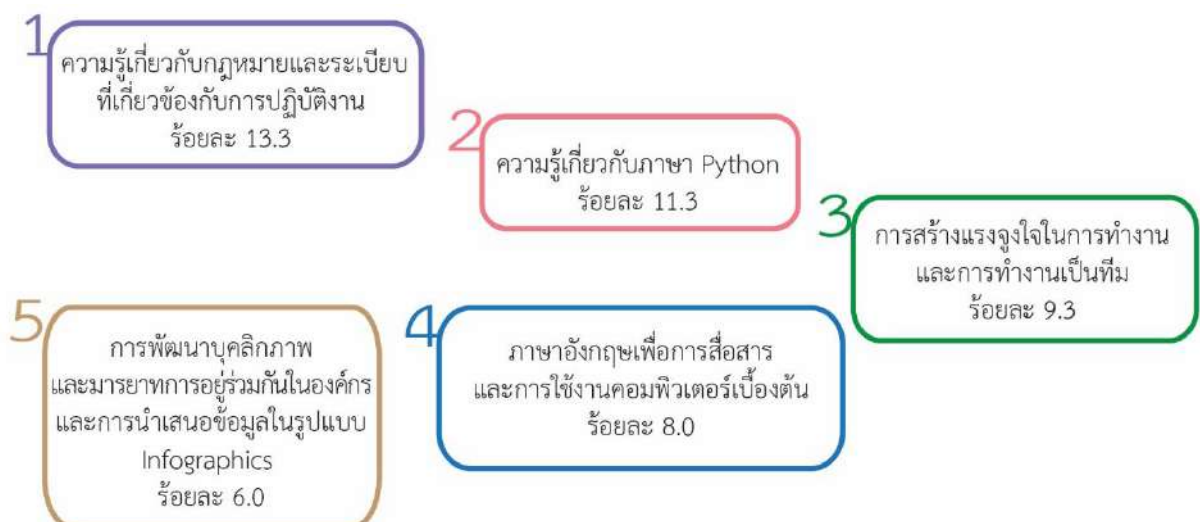 1
ความรู้เกี่ยวกับกฎหมายและระเบียบ
ที่เกี่ยวข้องกับการปฏิบัติงาน
ร้อยละ 13.3
2
ความรู้เกี่ยวกับภาษา Python
ร้อยละ 11.3
3
การสร้างแรงจูงใจในการทำงาน
และการทำงานเป็นทีม
ร้อยละ 9.3
4
ภาษาอังกฤษเพื่อการสื่อสาร
และการใช้งานคอมพิวเตอร์เบื้องต้น
ร้อยละ 8.0
5
การพัฒนาบุคลิกภาพ
และมารยาทการอยู่ร่วมกันในองค์กร
และการนำเสนอข้อมูลในรูปแบบ
Infographics
ร้อยละ 6.0